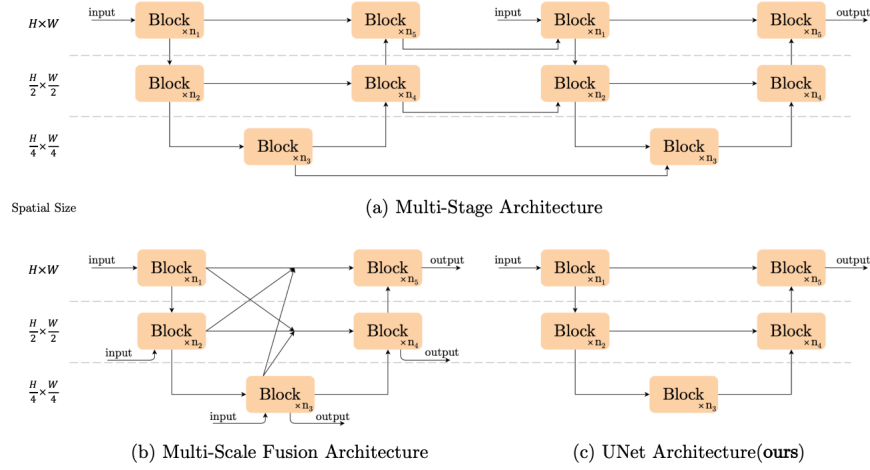 input output
H×W Block ×n₁ Block ×n₅ Block ×n₁ Block ×n₅
H/2 × W/2 Block ×n₂ Block ×n₄ Block ×n₂ Block ×n₄
H/4 × W/4 Block ×n₃ Block ×n₃
(a) Multi-Stage Architecture
Spatial Size
input output input output
H×W Block ×n₁ Block ×n₅ Block ×n₁ Block ×n₅
H/2 × W/2 Block ×n₂ Block ×n₄ Block ×n₂ Block ×n₄
input output
H/4 × W/4 Block ×n₃ Block ×n₃
input output
(b) Multi-Scale Fusion Architecture
(c) UNet Architecture(ours)